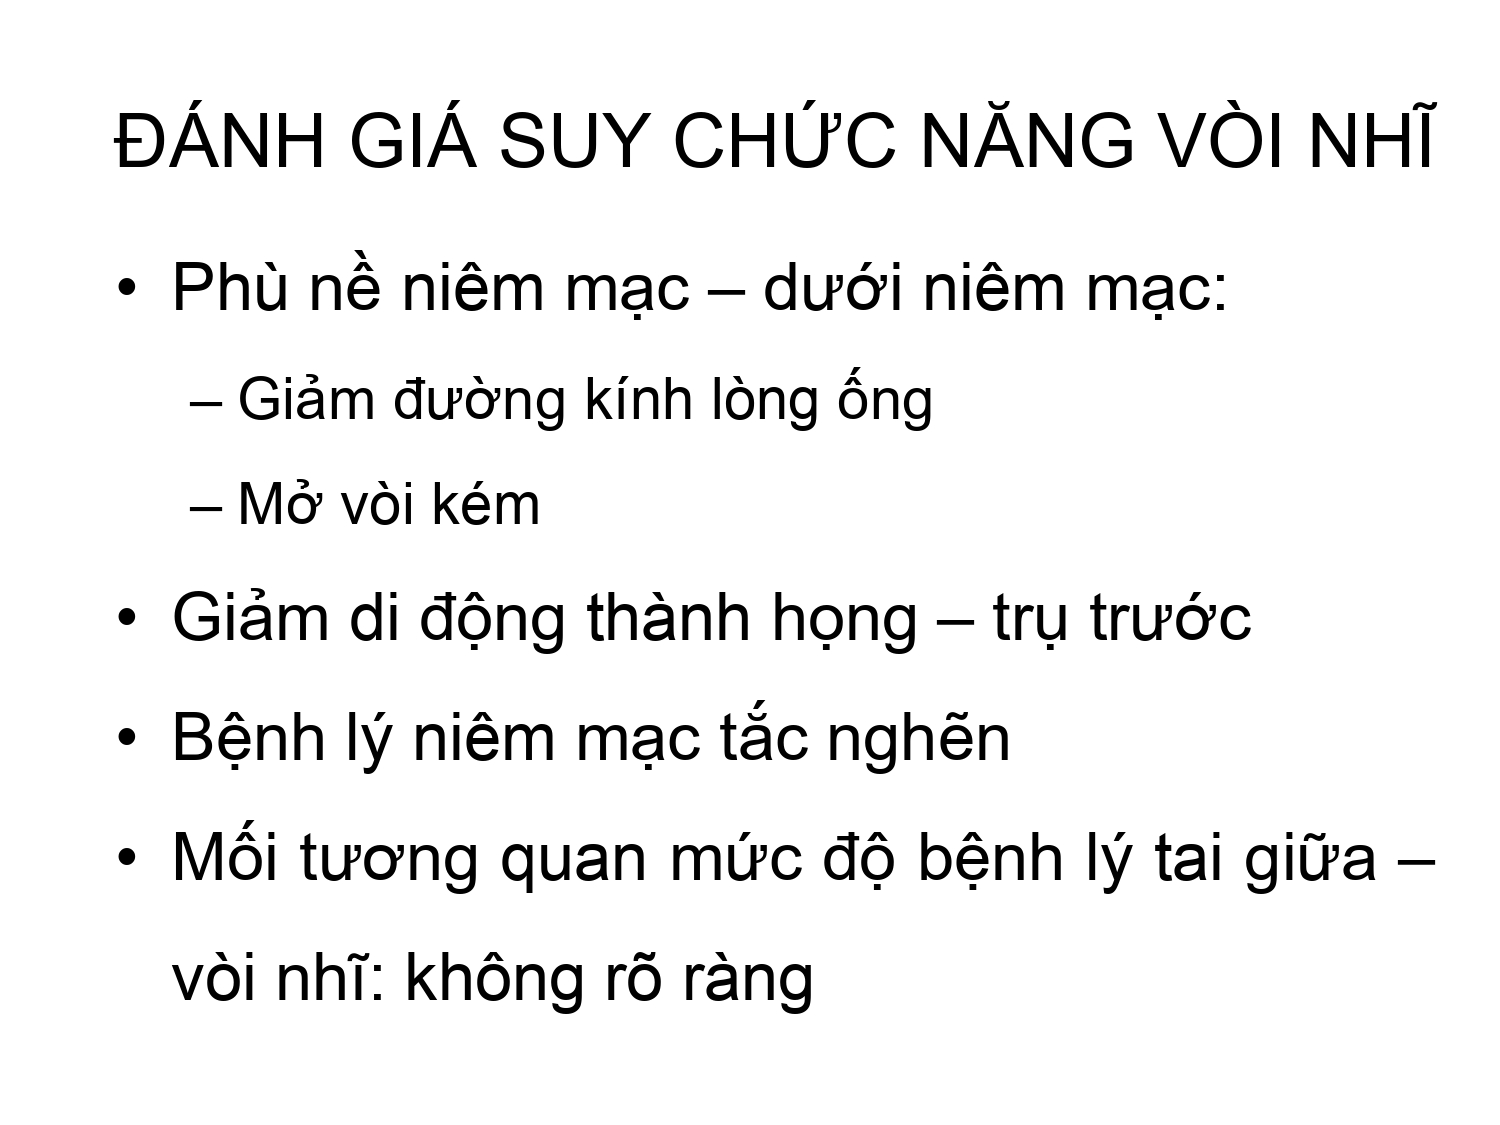 ĐÁNH GIÁ SUY CHỨC NĂNG VÒI NHĨ
• Phù nề niêm mạc – dưới niêm mạc:
– Giảm đường kính lòng ống
– Mở vòi kém
• Giảm di động thành họng – trụ trước
• Bệnh lý niêm mạc tắc nghẽn
• Mối tương quan mức độ bệnh lý tai giữa –
vòi nhĩ: không rõ ràng